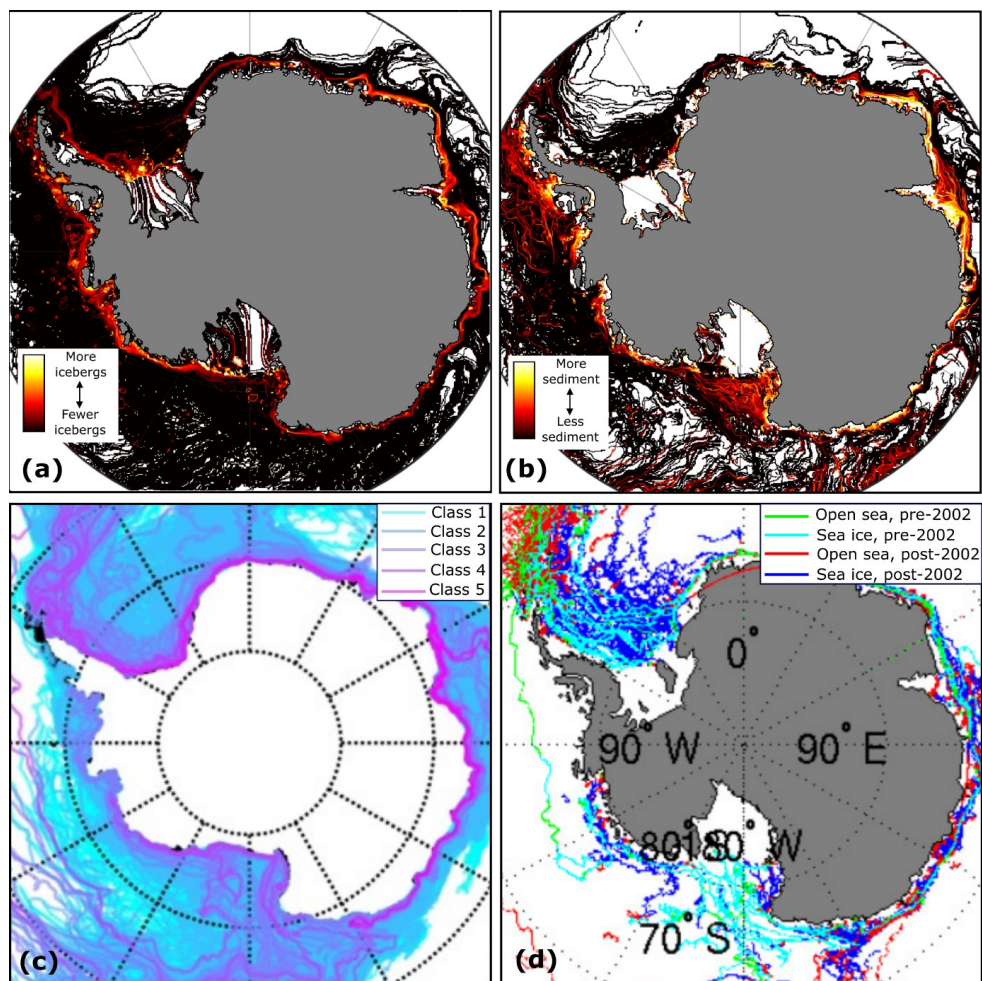 More
icebergs
Fewer
icebergs
(a)
More
sediment
Less
sediment
(b)
Class 1
Class 2
Class 3
Class 4
Class 5
(c)
Open sea, pre-2002
Sea ice, pre-2002
Open sea, post-2002
Sea ice, post-2002
0°
90° W
90° E
80° S
180° W
70° S
(d)